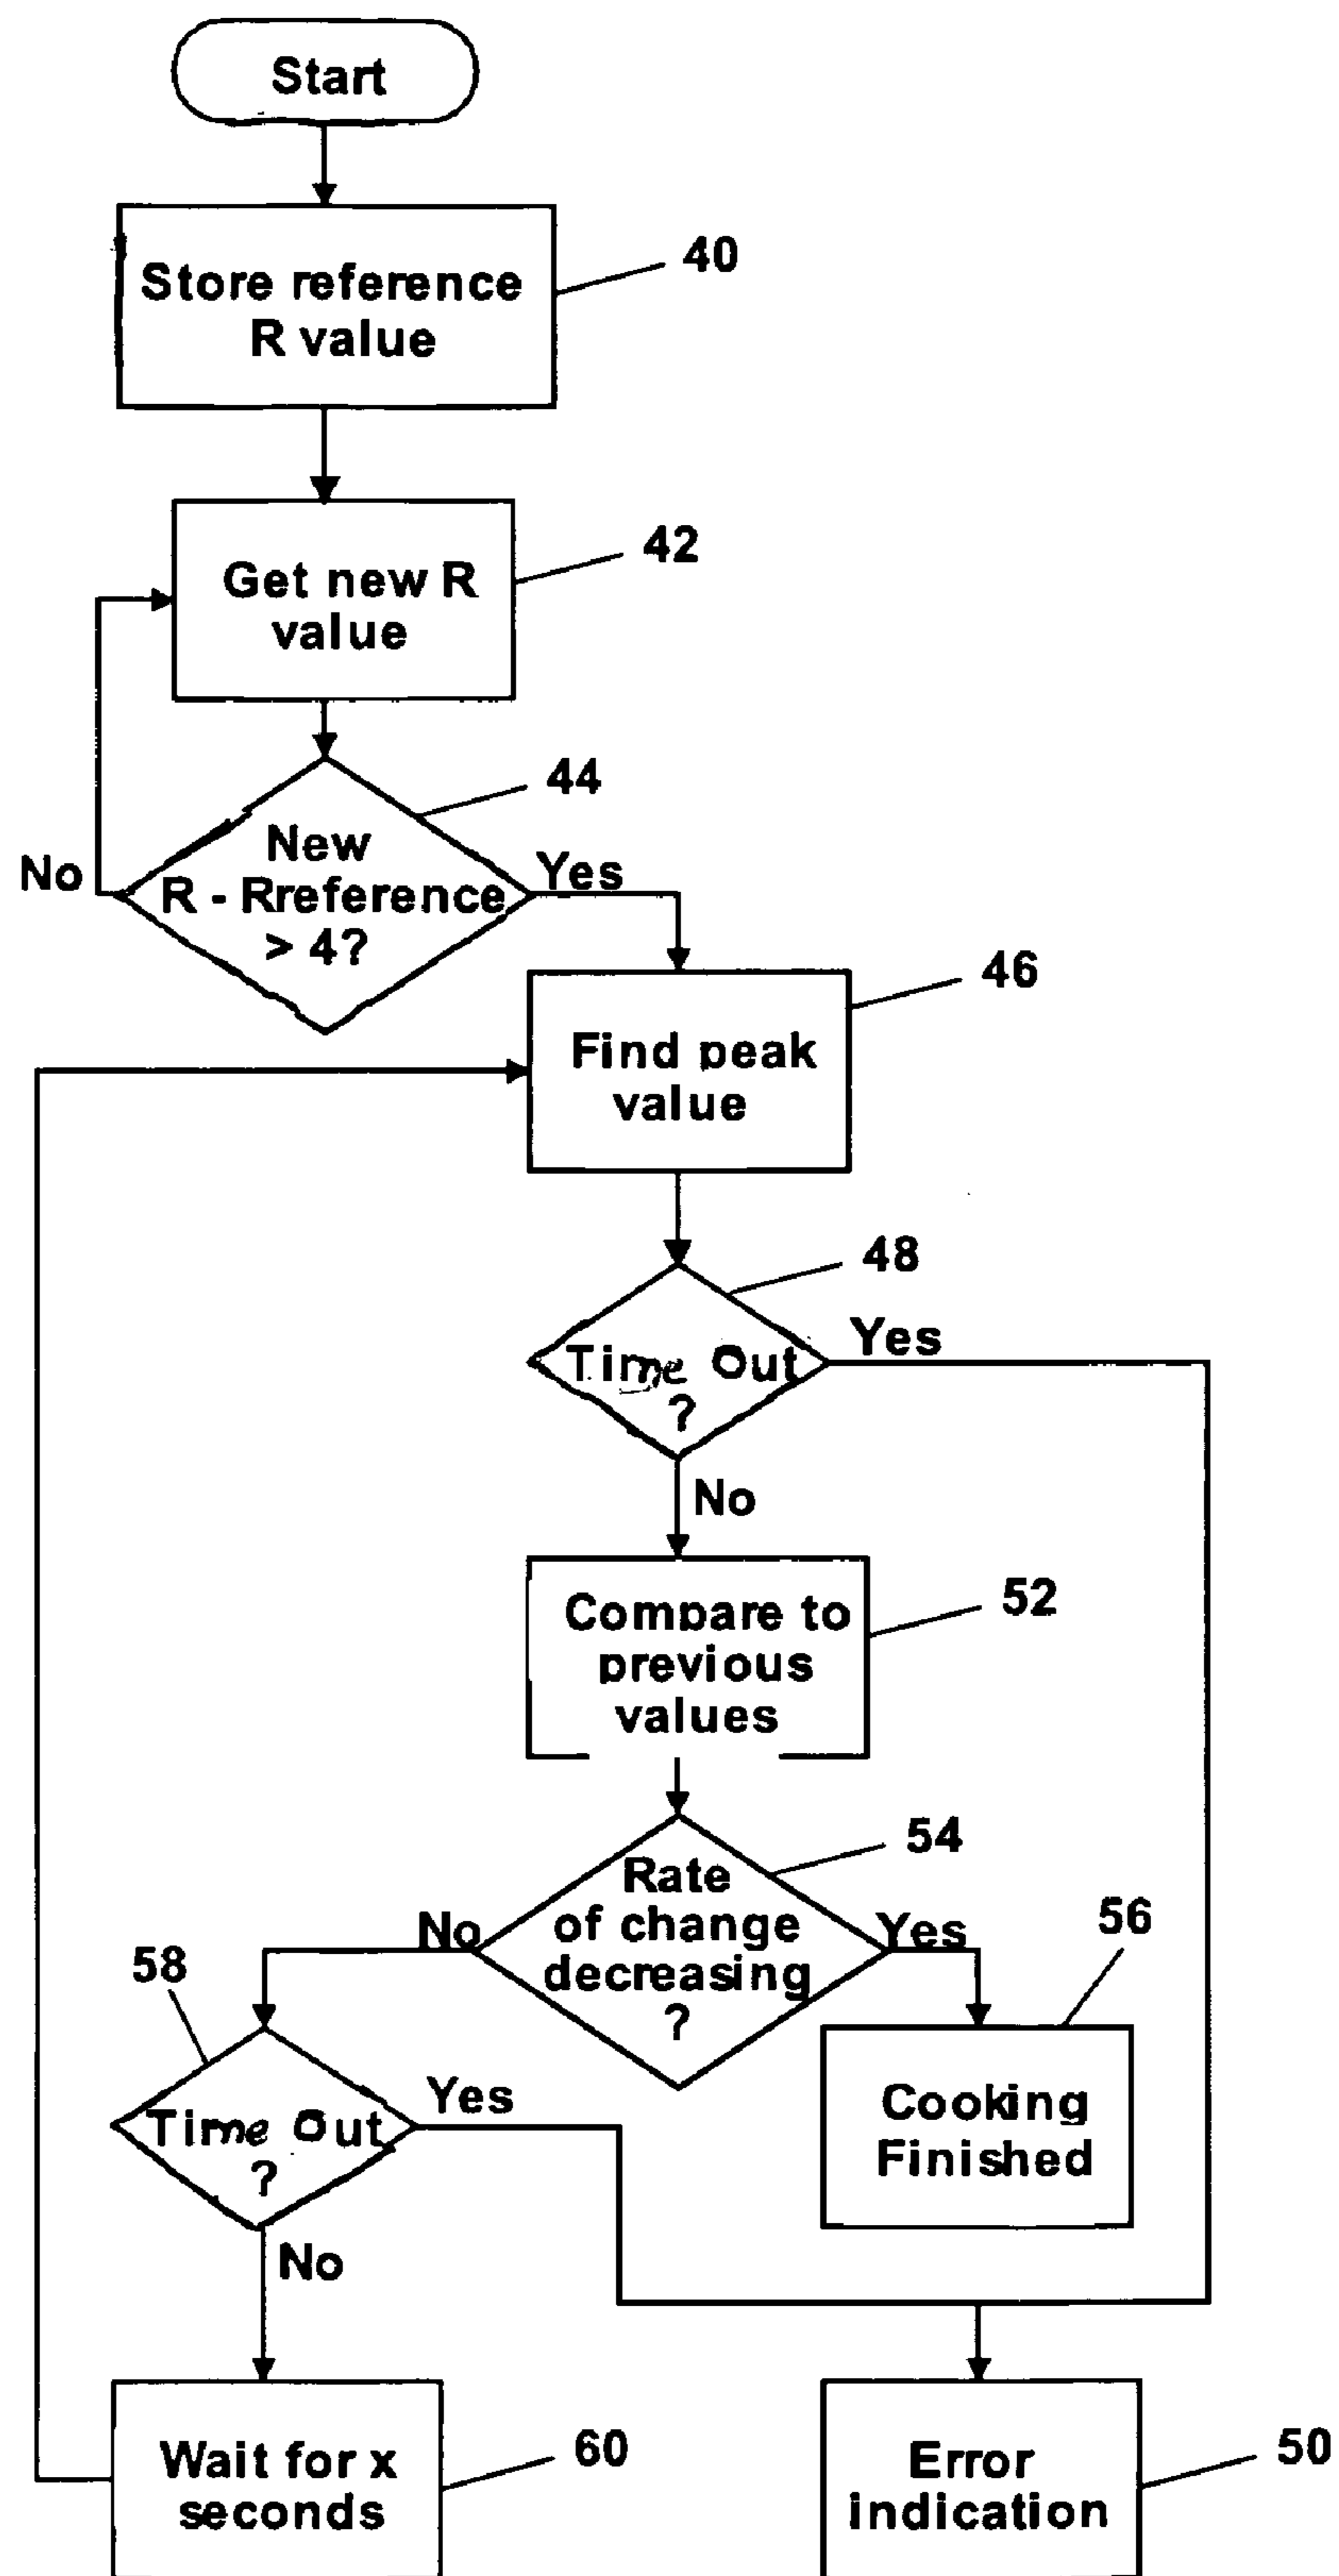 Start
Store reference
R value
40
Get new R
value
42
New
R - Rreference
> 4?
44
No
Yes
Find peak
value
46
Time Out
?
48
Yes
No
Compare to
previous
values
52
Rate
of change
decreasing
?
54
No
Yes
56
Cooking
Finished
58
Time Out
?
Yes
No
Wait for x
seconds
60
Error
indication
50